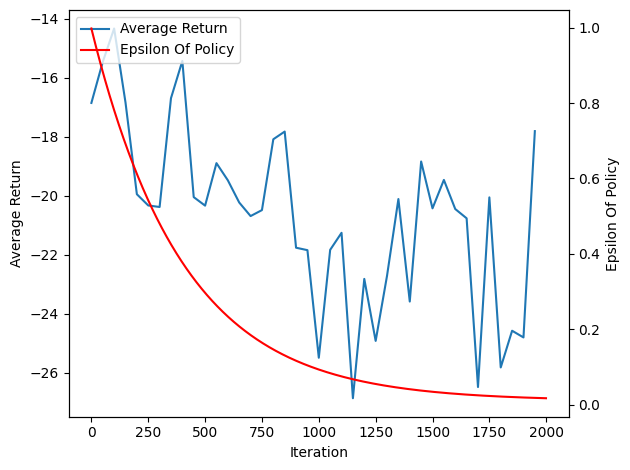 Average Return
Epsilon Of Policy
−14
−16
−18
−20
−22
−24
−26
Average Return
1.0
0.8
0.6
0.4
0.2
0.0
Epsilon Of Policy
0 250 500 750 1000 1250 1500 1750 2000
Iteration